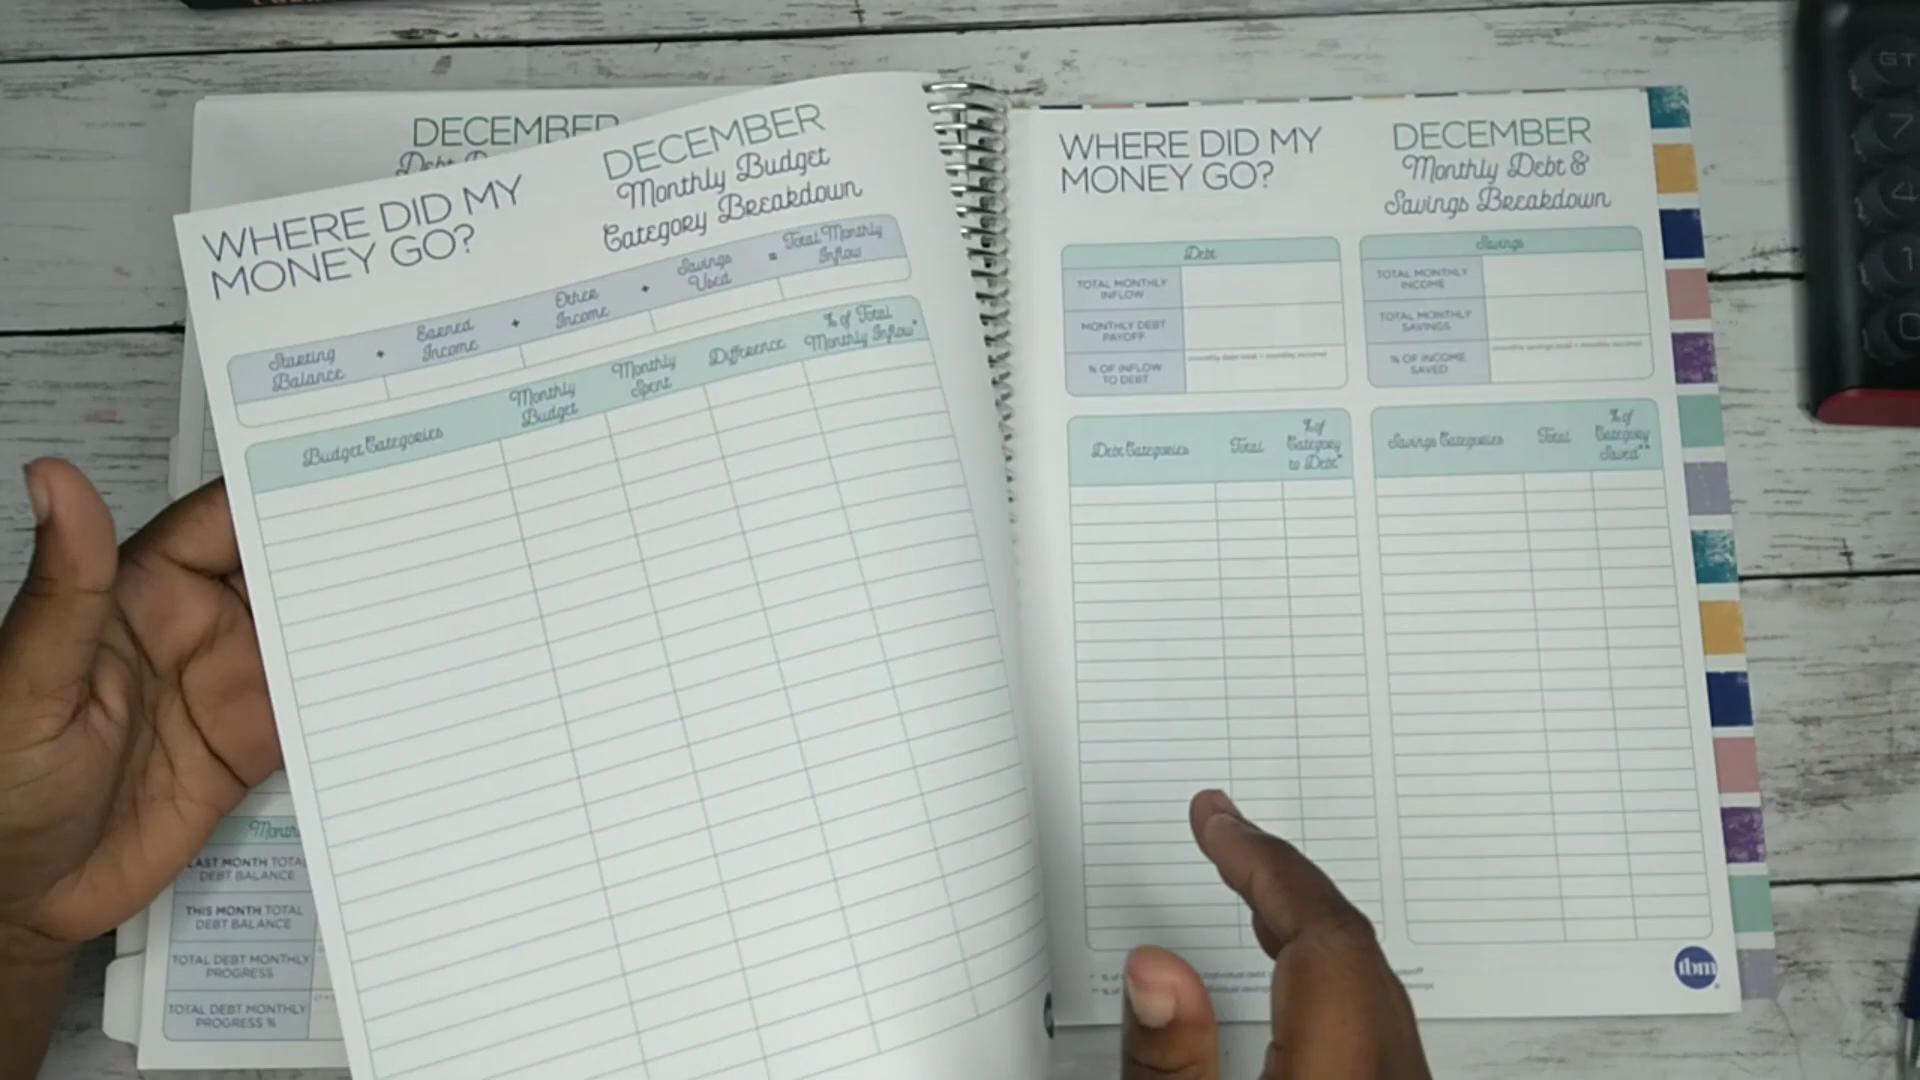 DECEMBER
WHERE DID MY
MONEY GO?
DECEMBER
Monthly Budget
Category Breakdown
Starting
Balance
+
Earned
Income
+
Other
Income
+
Savings
Used
=
Total Monthly
Inflow
Budget Categories
Monthly
Budget
Monthly
Spent
Difference
% of Total
Monthly Inflow*
LAST MONTH TOTAL
DEBT BALANCE
THIS MONTH TOTAL
DEBT BALANCE
TOTAL DEBT MONTHLY
PROGRESS
TOTAL DEBT MONTHLY
PROGRESS %
WHERE DID MY
MONEY GO?
DECEMBER
Monthly Debt &
Savings Breakdown
Debt
TOTAL MONTHLY
INFLOW
MONTHLY DEBT
PAYOFF
% OF INFLOW
TO DEBT
Savings
TOTAL MONTHLY
INCOME
TOTAL MONTHLY
SAVINGS
% OF INCOME
SAVED
Debt Categories
Total
% of
Category
to Debt*
Savings Categories
Total
% of
Category
Saved**
tbm
GT
7
4
1
0